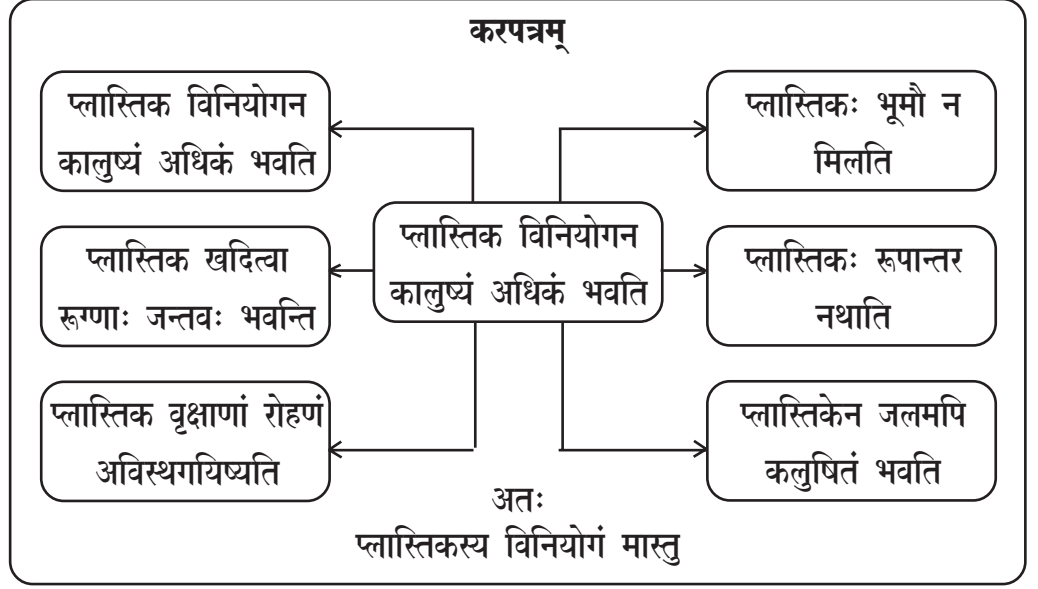 करपत्रम्
प्लास्तिक विनियोगन
कालुष्यं अधिकं भवति
प्लास्तिकः भूमौ न
मिलति
प्लास्तिक विनियोगन
कालुष्यं अधिकं भवति
प्लास्तिक खदित्वा
रूग्णाः जन्तवः भवन्ति
प्लास्तिकः रूपान्तर
नथाति
प्लास्तिक वृक्षाणां रोहणं
अविस्थगयिष्यति
प्लास्तिकेन जलमपि
कलुषितं भवति
अतः
प्लास्तिकस्य विनियोगं मास्तु